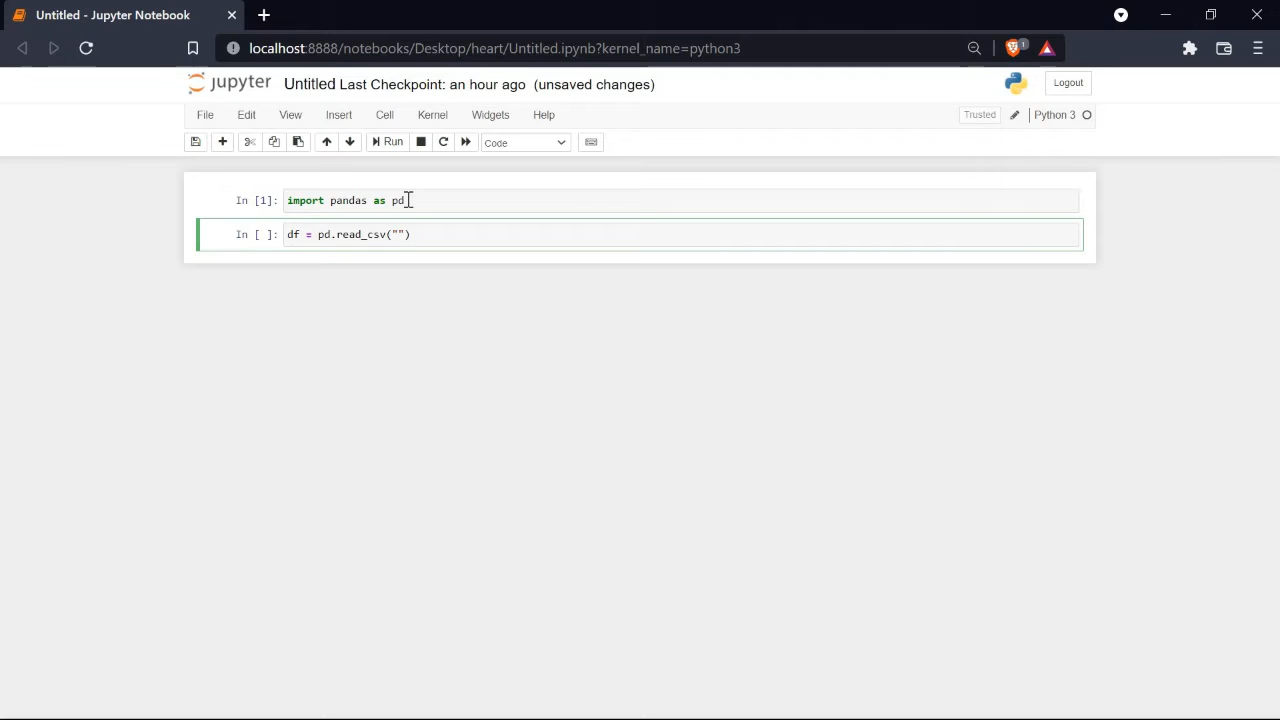 Untitled - Jupyter Notebook
localhost:8888/notebooks/Desktop/heart/Untitled.ipynb?kernel_name=python3
1
jupyter Untitled Last Checkpoint: an hour ago (unsaved changes)
Logout
File Edit View Insert Cell Kernel Widgets Help
Trusted
Python 3
Run
Code
In [1]: import pandas as pd
In [ ]: df = pd.read_csv("")